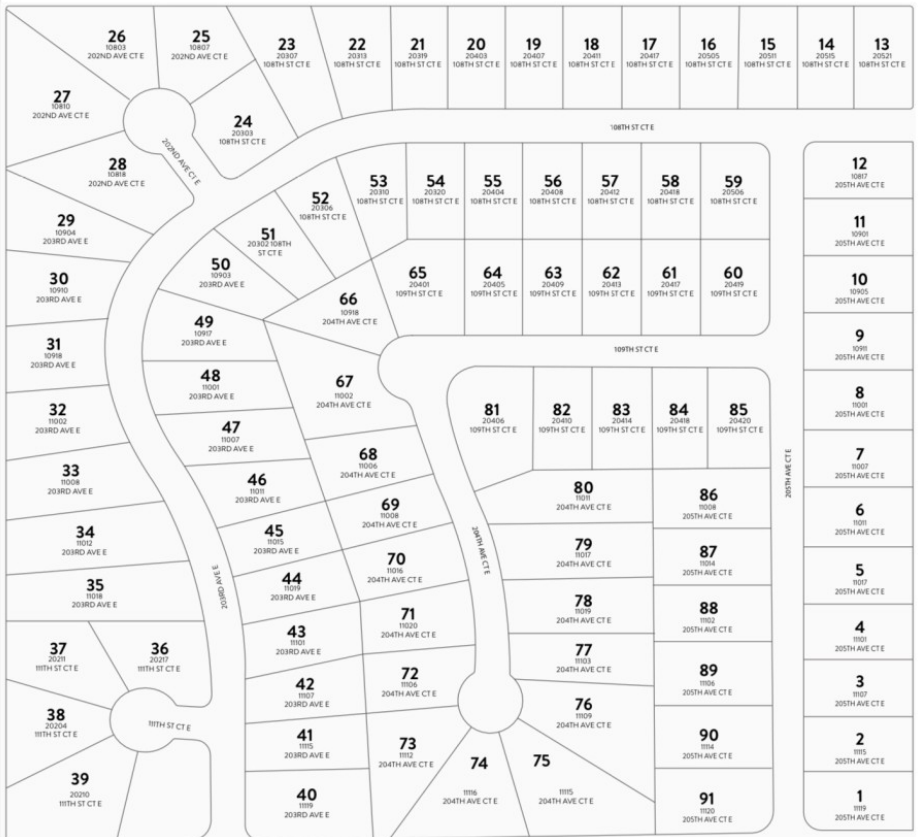 26
10803
202ND AVE CT E
25
10807
202ND AVE CT E
23
20307
108TH ST CT E
22
20313
108TH ST CT E
21
20319
108TH ST CT E
20
20403
108TH ST CT E
19
20407
108TH ST CT E
18
20411
108TH ST CT E
17
20417
108TH ST CT E
16
20505
108TH ST CT E
15
20511
108TH ST CT E
14
20515
108TH ST CT E
13
20521
108TH ST CT E
27
10810
202ND AVE CT E
24
20303
108TH ST CT E
108TH ST CT E
202ND AVE CT E
28
10818
202ND AVE CT E
12
10817
205TH AVE CT E
53
20310
108TH ST CT E
54
20320
108TH ST CT E
55
20404
108TH ST CT E
56
20408
108TH ST CT E
57
20412
108TH ST CT E
58
20418
108TH ST CT E
59
20506
108TH ST CT E
52
20306
108TH ST CT E
29
10904
203RD AVE E
11
10901
205TH AVE CT E
51
20302 108TH
ST CT E
50
10903
203RD AVE E
30
10910
203RD AVE E
65
20401
109TH ST CT E
64
20405
109TH ST CT E
63
20409
109TH ST CT E
62
20413
109TH ST CT E
61
20417
109TH ST CT E
60
20419
109TH ST CT E
10
10905
205TH AVE CT E
66
10918
204TH AVE CT E
49
10917
203RD AVE E
31
10918
203RD AVE E
109TH ST CT E
9
10911
205TH AVE CT E
48
11001
203RD AVE E
67
11002
204TH AVE CT E
8
11001
205TH AVE CT E
32
11002
203RD AVE E
81
20406
109TH ST CT E
82
20410
109TH ST CT E
83
20414
109TH ST CT E
84
20418
109TH ST CT E
85
20420
109TH ST CT E
47
11007
203RD AVE E
68
11006
204TH AVE CT E
205TH AVE CT E
7
11007
205TH AVE CT E
33
11008
203RD AVE E
46
11011
203RD AVE E
80
11011
204TH AVE CT E
86
11008
205TH AVE CT E
69
11008
204TH AVE CT E
6
11011
205TH AVE CT E
34
11012
203RD AVE E
45
11015
203RD AVE E
204TH AVE CT E
79
11017
204TH AVE CT E
87
11014
205TH AVE CT E
70
11016
204TH AVE CT E
5
11017
205TH AVE CT E
35
11018
203RD AVE E
203RD AVE E
44
11019
203RD AVE E
78
11019
204TH AVE CT E
88
11102
205TH AVE CT E
71
11020
204TH AVE CT E
4
11101
205TH AVE CT E
43
11101
203RD AVE E
37
20211
111TH ST CT E
36
20217
111TH ST CT E
77
11103
204TH AVE CT E
89
11106
205TH AVE CT E
72
11106
204TH AVE CT E
3
11107
205TH AVE CT E
42
11107
203RD AVE E
76
11109
204TH AVE CT E
38
20204
111TH ST CT E
111TH ST CT E
41
11115
203RD AVE E
73
11112
204TH AVE CT E
90
11114
205TH AVE CT E
2
11115
205TH AVE CT E
39
20210
111TH ST CT E
74
11116
204TH AVE CT E
75
11115
204TH AVE CT E
40
11119
203RD AVE E
91
11120
205TH AVE CT E
1
11119
205TH AVE CT E